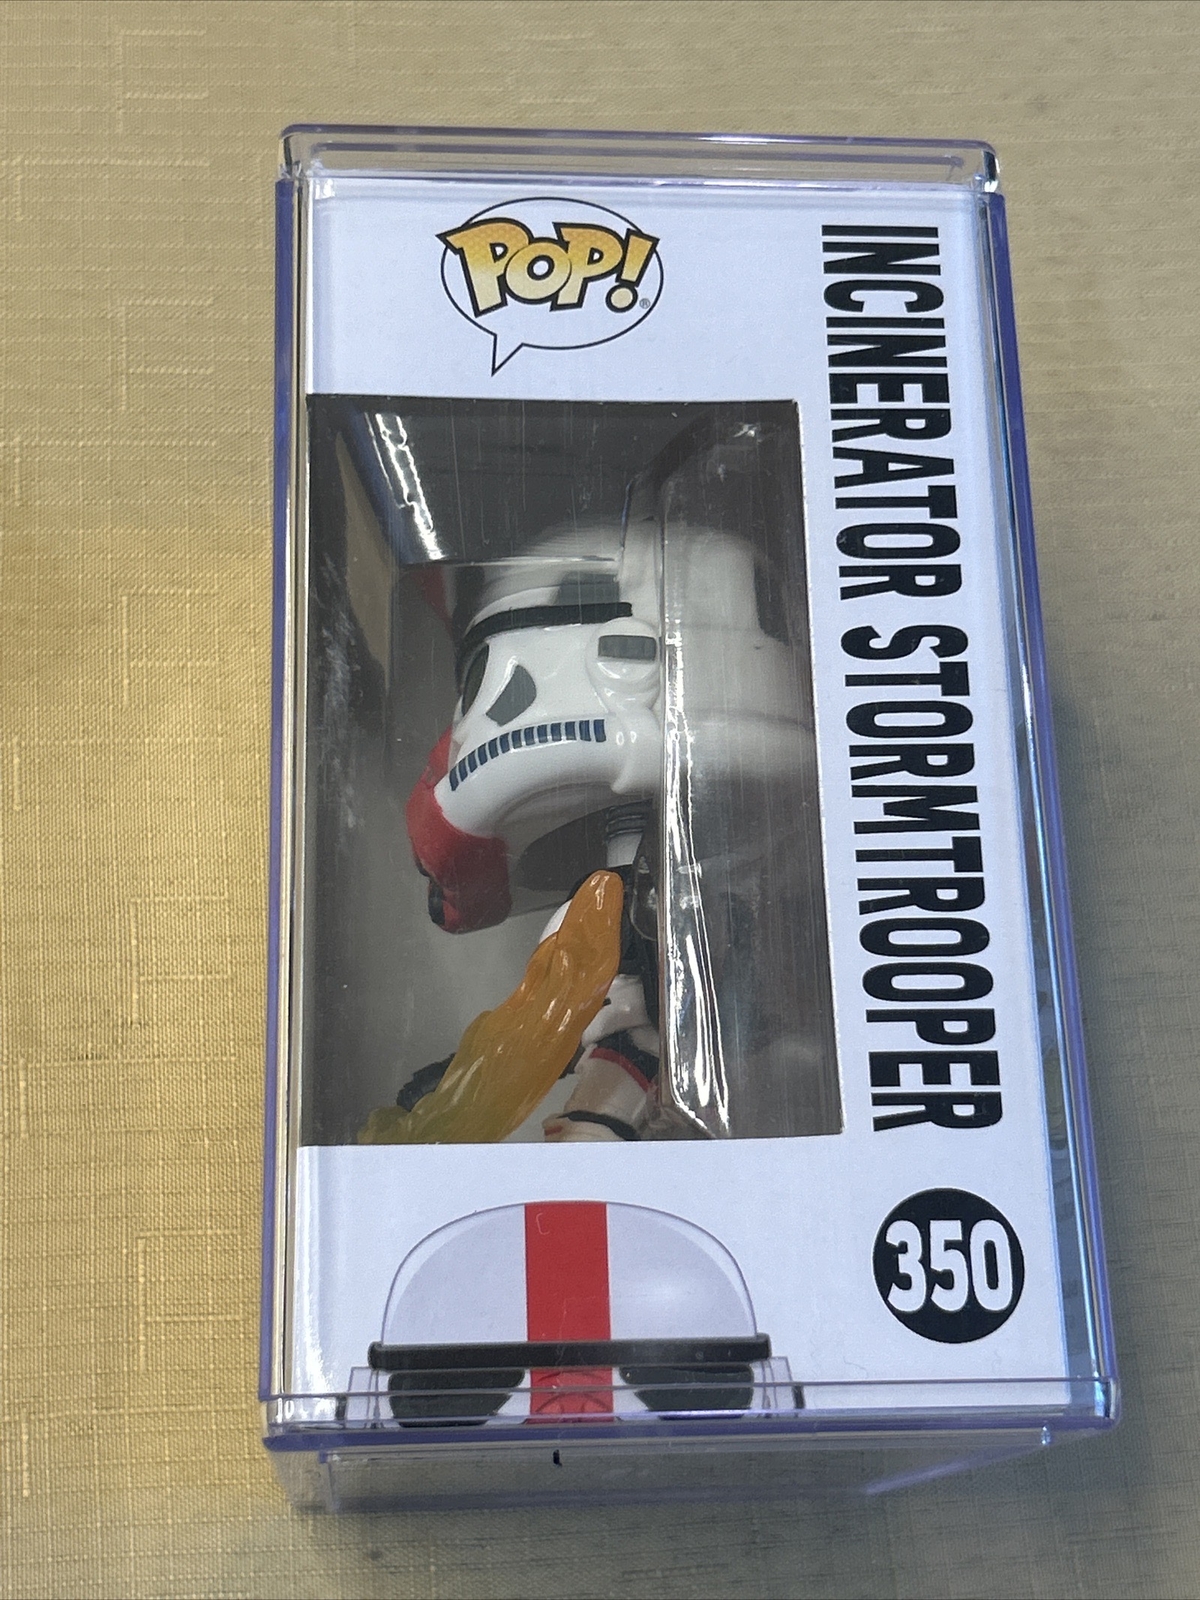 POP!®
INCINERATOR STORMTROOPER
350